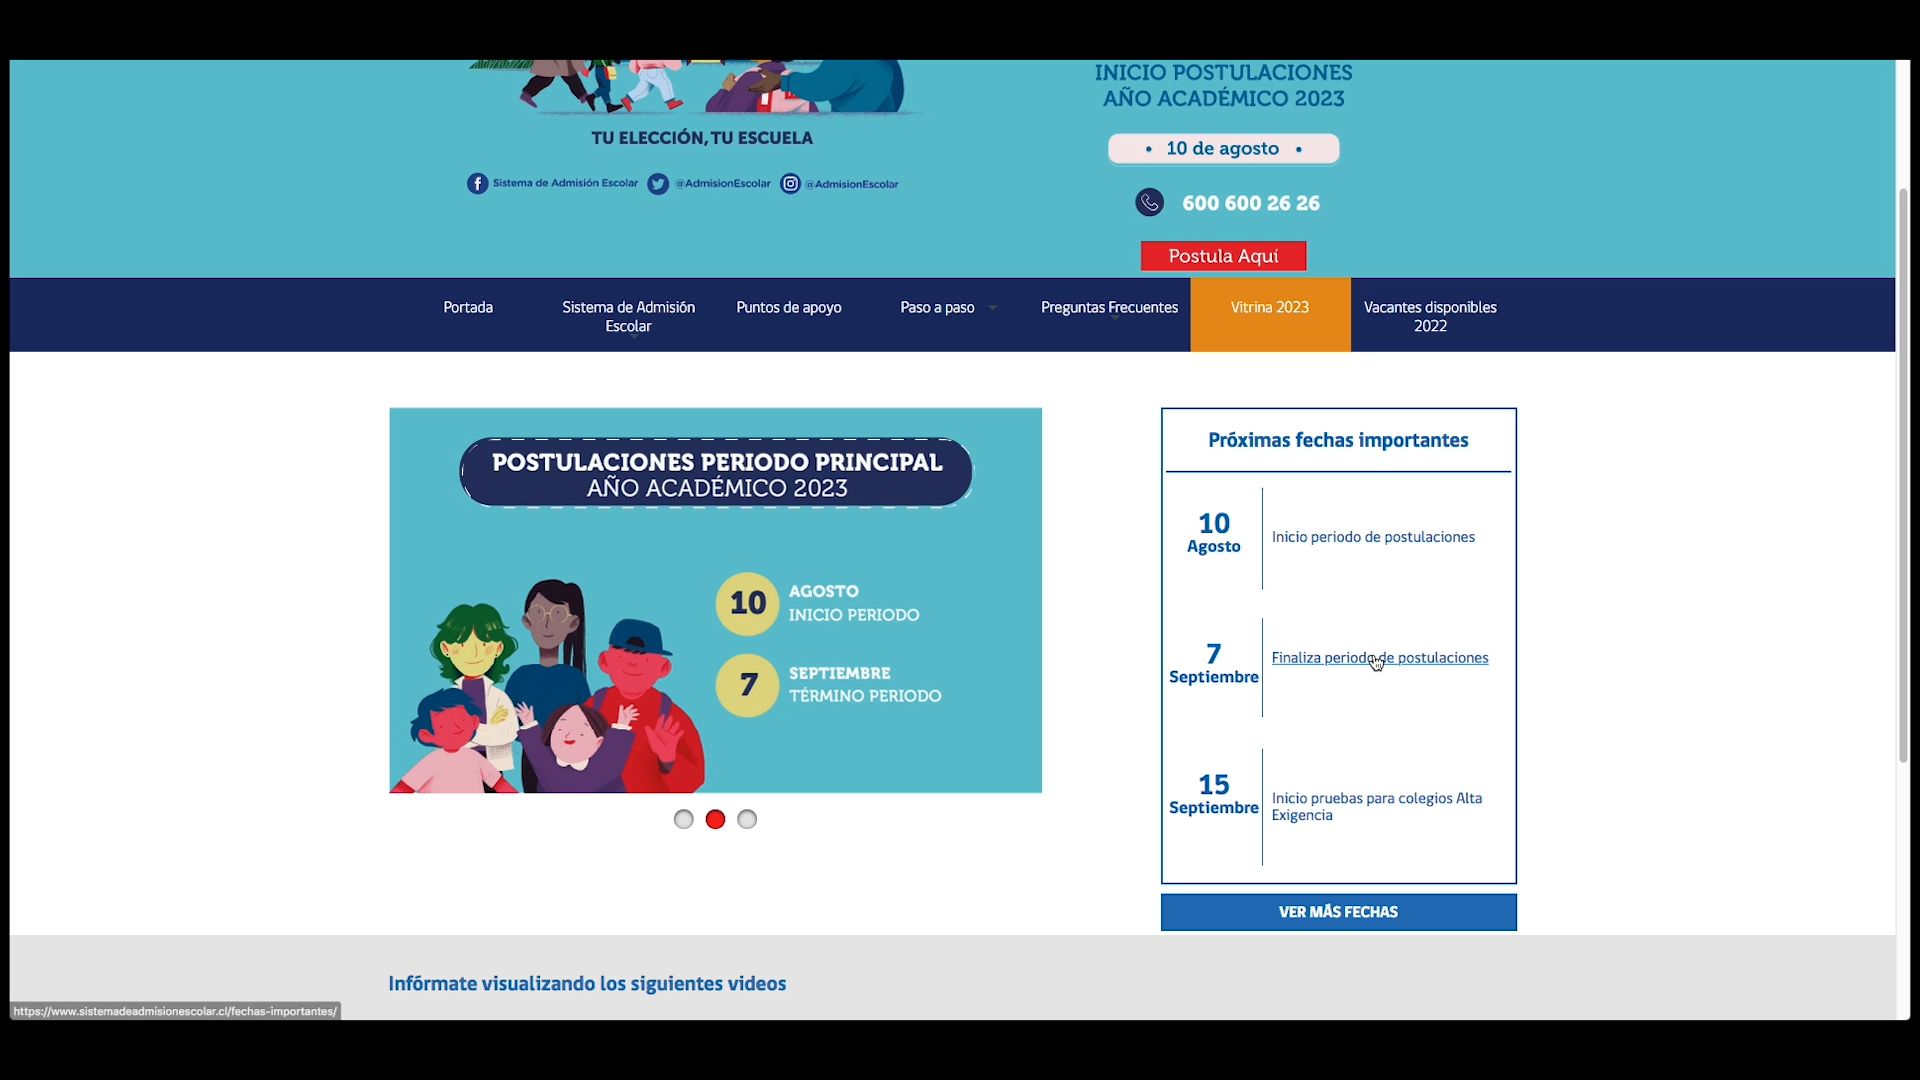 INICIO POSTULACIONES
AÑO ACADÉMICO 2023
TU ELECCIÓN, TU ESCUELA
10 de agosto
Sistema de Admisión Escolar
@AdmisionEscolar
@AdmisionEscolar
600 600 26 26
Postula Aquí
Portada
Sistema de Admisión
Escolar
Puntos de apoyo
Paso a paso
Preguntas Frecuentes
Vitrina 2023
Vacantes disponibles
2022
POSTULACIONES PERIODO PRINCIPAL
AÑO ACADÉMICO 2023
10
AGOSTO
INICIO PERIODO
7
SEPTIEMBRE
TÉRMINO PERIODO
Próximas fechas importantes
10
Agosto
Inicio periodo de postulaciones
7
Septiembre
Finaliza periodo de postulaciones
15
Septiembre
Inicio pruebas para colegios Alta
Exigencia
VER MÁS FECHAS
Infórmate visualizando los siguientes videos
https://www.sistemadeadmisionescolar.cl/fechas-importantes/